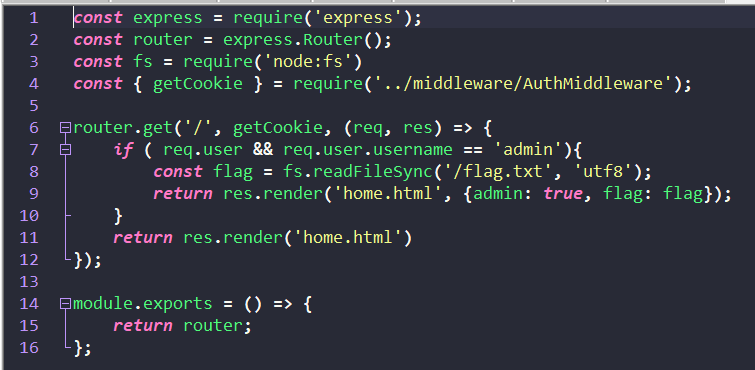 1 const express = require('express');
2 const router = express.Router();
3 const fs = require('node:fs')
4 const { getCookie } = require('../middleware/AuthMiddleware');
5
6 router.get('/', getCookie, (req, res) => {
7     if ( req.user && req.user.username == 'admin'){
8         const flag = fs.readFileSync('/flag.txt', 'utf8');
9         return res.render('home.html', {admin: true, flag: flag});
10     }
11     return res.render('home.html')
12 });
13
14 module.exports = () => {
15     return router;
16 };